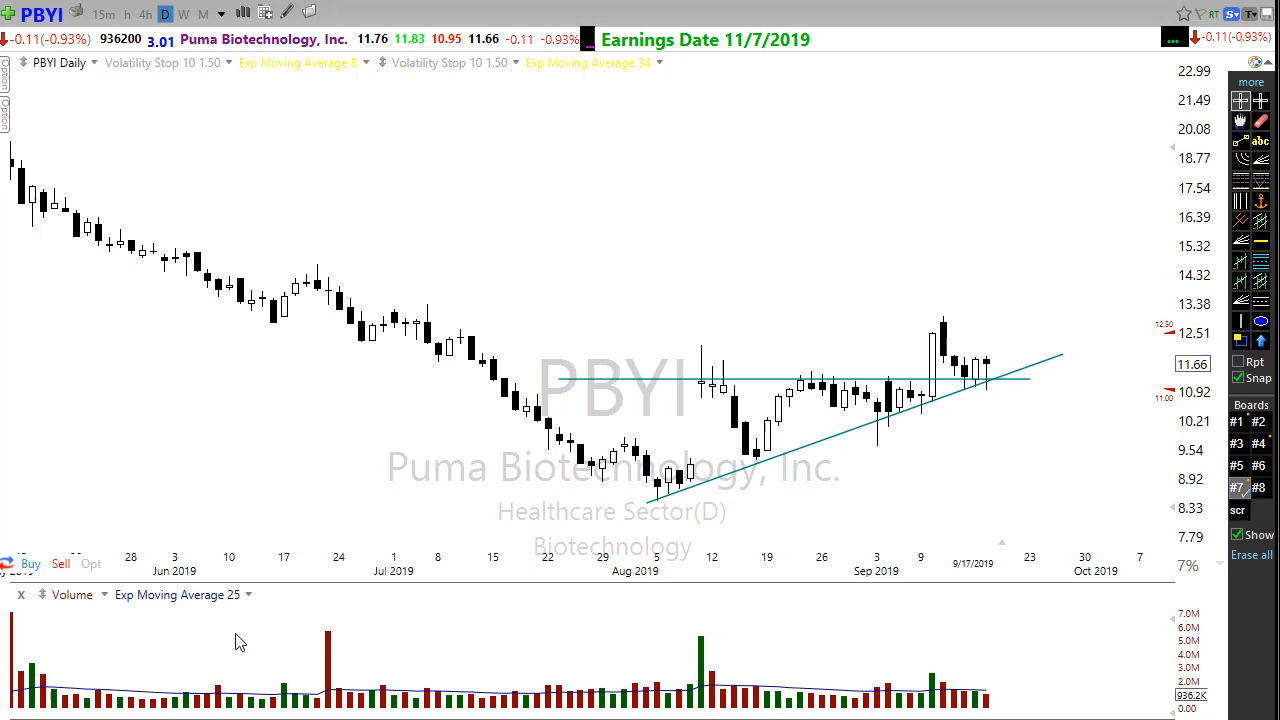 PBYI 15m h 4h D W M S T RT -0.11(-0.93%)
-0.11(-0.93%) 936200 3.01 Puma Biotechnology, Inc. 11.76 11.83 10.95 11.66 -0.11 -0.93% ... Earnings Date 11/7/2019 ...
PBYI Daily Volatility Stop 10 1.50 Exp Moving Average 8 Volatility Stop 10 1.50 Exp Moving Average 34
Option
Option
22.99
21.49
20.08
18.77
17.54
16.39
15.32
14.32
13.38
12.50
12.51
11.66
11.00
10.92
10.21
9.54
8.92
8.33
7.79
7%
PBYI
Puma Biotechnology, Inc.
Healthcare Sector(D)
Biotechnology
28 3 10 17 24 1 8 15 22 29 5 12 19 26 3 9 9/17/2019 23 30 7
Jun 2019 Jul 2019 Aug 2019 Sep 2019 Oct 2019
Buy Sell Opt
X Volume Exp Moving Average 25
7.0M
6.0M
5.0M
4.0M
3.0M
2.0M
936.2K
0.00
more
abc
Rpt
Snap
Boards
#1 #2
#3 #4
#5 #6
#7 #8
scr
Show
Erase all